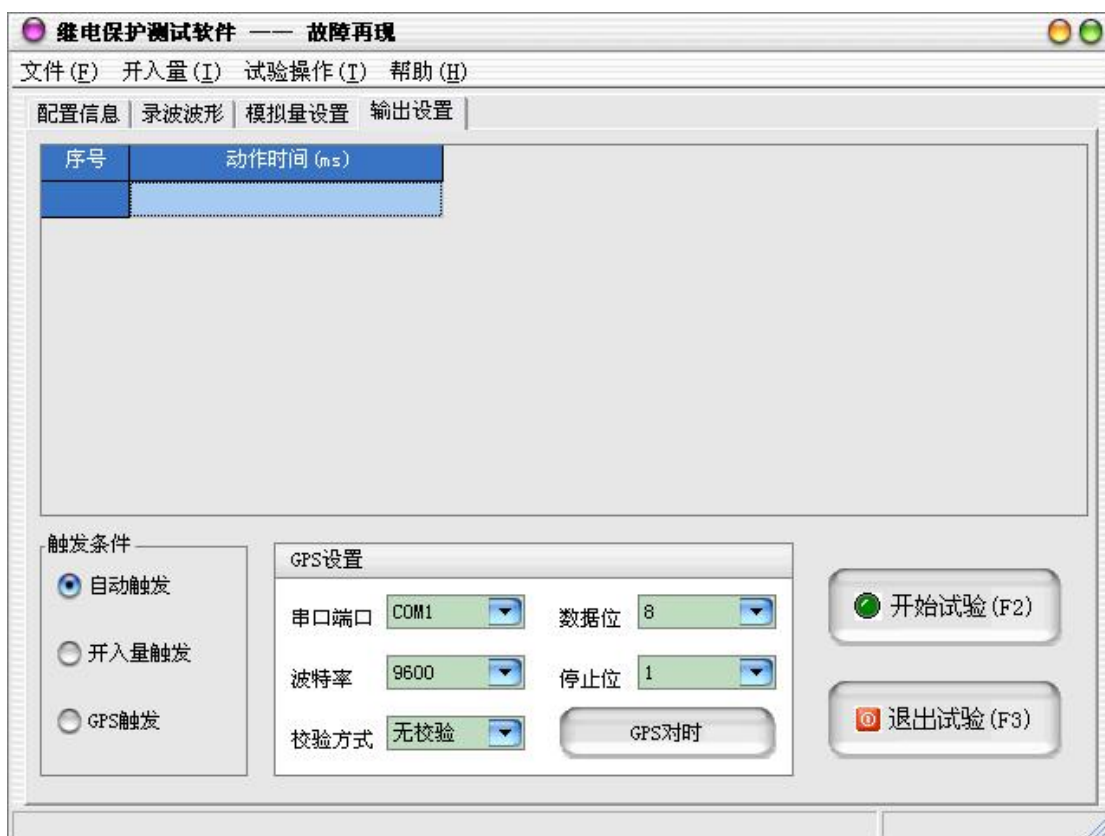 继电保护测试软件 —— 故障再现
文件(F) 开入量(I) 试验操作(T) 帮助(H)
配置信息 录波波形 模拟量设置 输出设置
序号 动作时间(ms)
触发条件
自动触发
开入量触发
GPS触发
GPS设置
串口端口 COM1 数据位 8
波特率 9600 停止位 1
校验方式 无校验 GPS对时
开始试验(F2)
退出试验(F3)